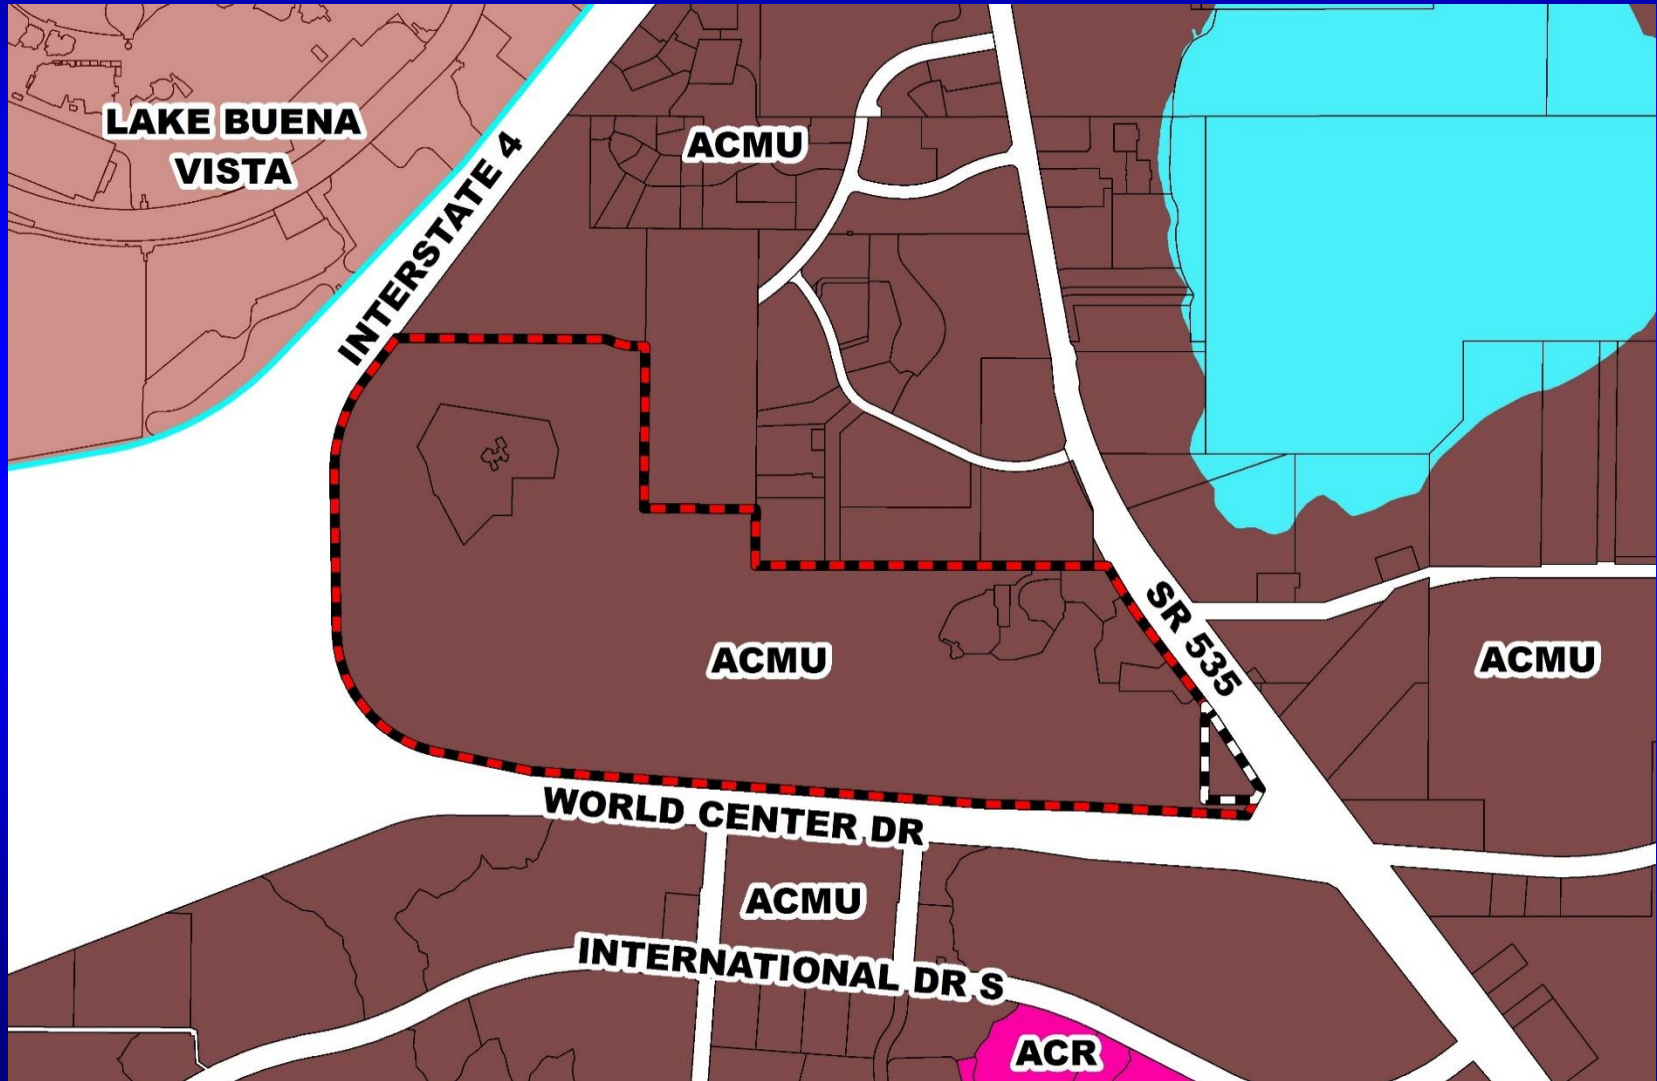 LAKE BUENA
VISTA
ACMU
INTERSTATE 4
SR 535
ACMU
ACMU
WORLD CENTER DR
ACMU
INTERNATIONAL DR S
ACR